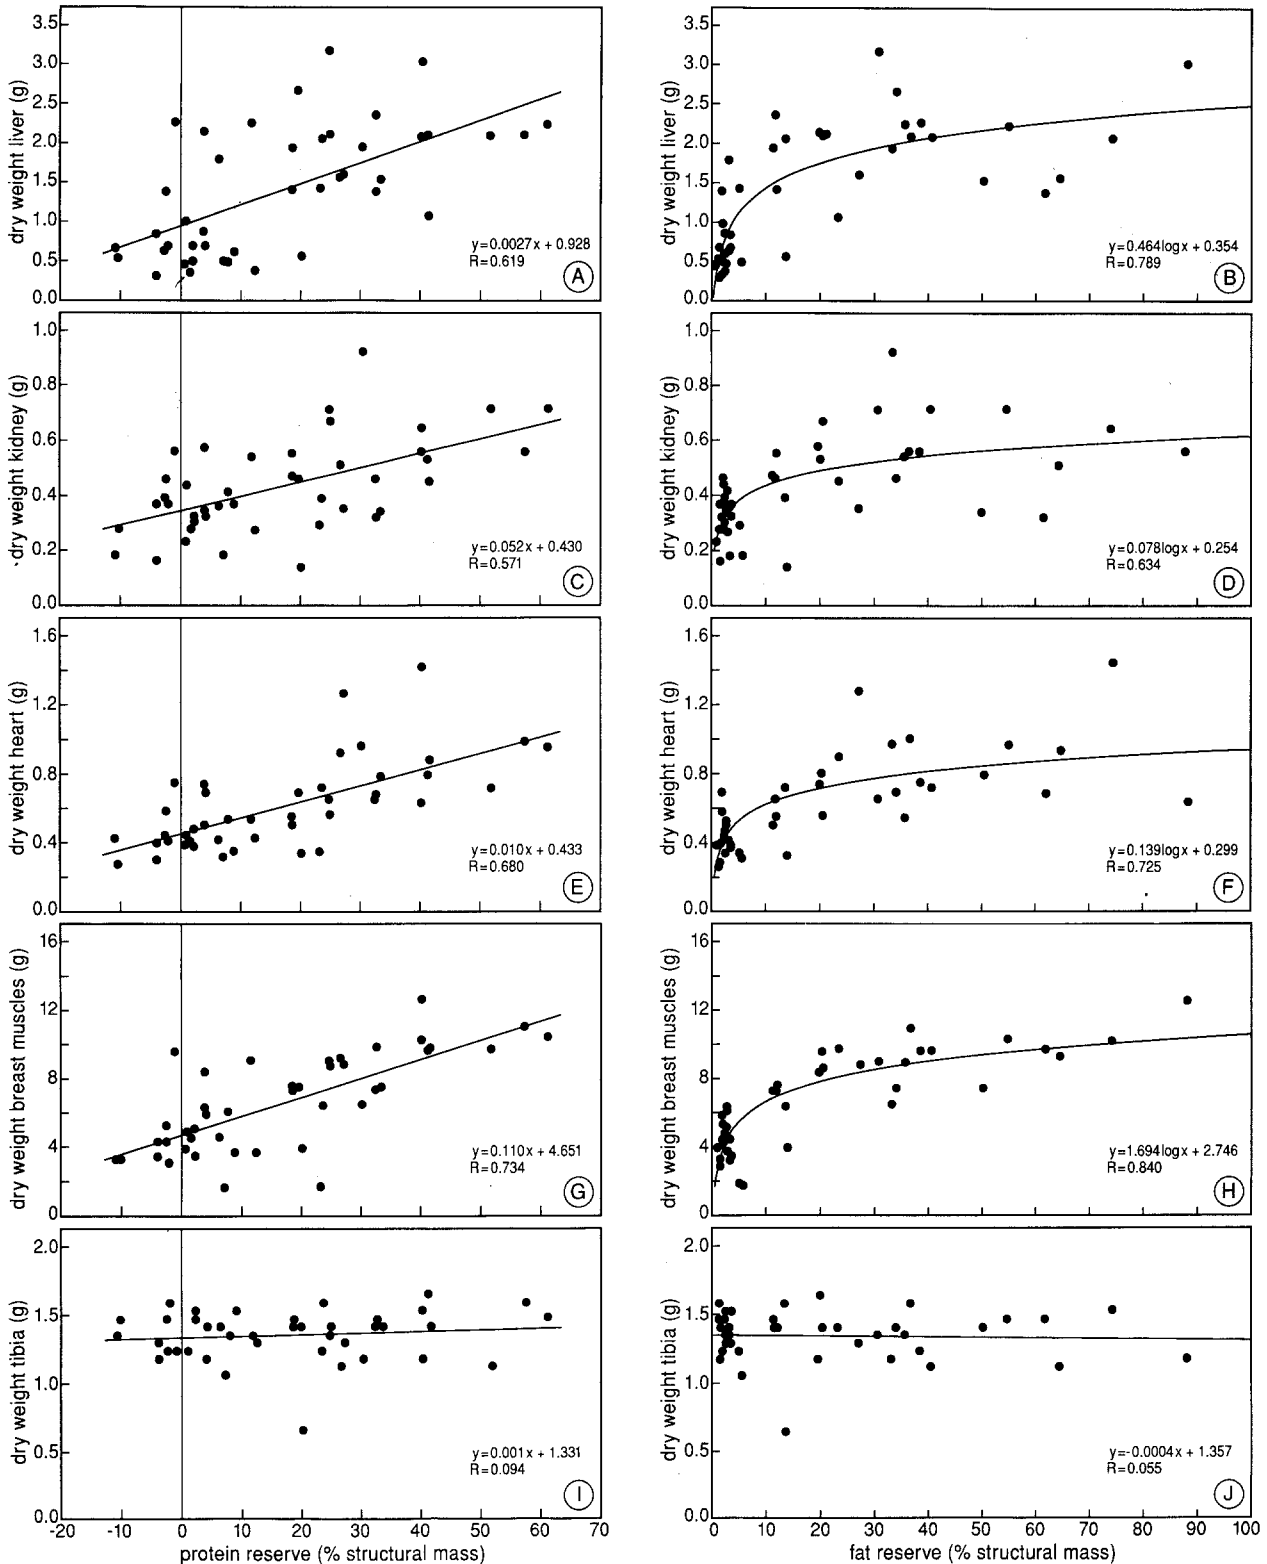 3.5
3.0
2.5
2.0
1.5
1.0
0.5
0.0
dry weight liver (g)
y=0.0027x + 0.928
R=0.619
A
3.5
3.0
2.5
2.0
1.5
1.0
0.5
0.0
dry weight liver (g)
y=0.464logx + 0.354
R=0.789
B
1.0
0.8
0.6
0.4
0.2
0.0
dry weight kidney (g)
y=0.052x + 0.430
R=0.571
C
1.0
0.8
0.6
0.4
0.2
0.0
dry weight kidney (g)
y=0.078logx + 0.254
R=0.634
D
1.6
1.2
0.8
0.4
0.0
dry weight heart (g)
y=0.010x + 0.433
R=0.680
E
1.6
1.2
0.8
0.4
0.0
dry weight heart (g)
y=0.139logx + 0.299
R=0.725
F
16
12
8
4
0
dry weight breast muscles (g)
y=0.110x + 4.651
R=0.734
G
16
12
8
4
0
dry weight breast muscles (g)
y=1.694logx + 2.746
R=0.840
H
2.0
1.5
1.0
0.5
0.0
dry weight tibia (g)
y=0.001x + 1.331
R=0.094
I
-20 -10 0 10 20 30 40 50 60 70
protein reserve (% structural mass)
2.0
1.5
1.0
0.5
0.0
dry weight tibia (g)
y=-0.0004x + 1.357
R=0.055
J
0 10 20 30 40 50 60 70 80 90 100
fat reserve (% structural mass)